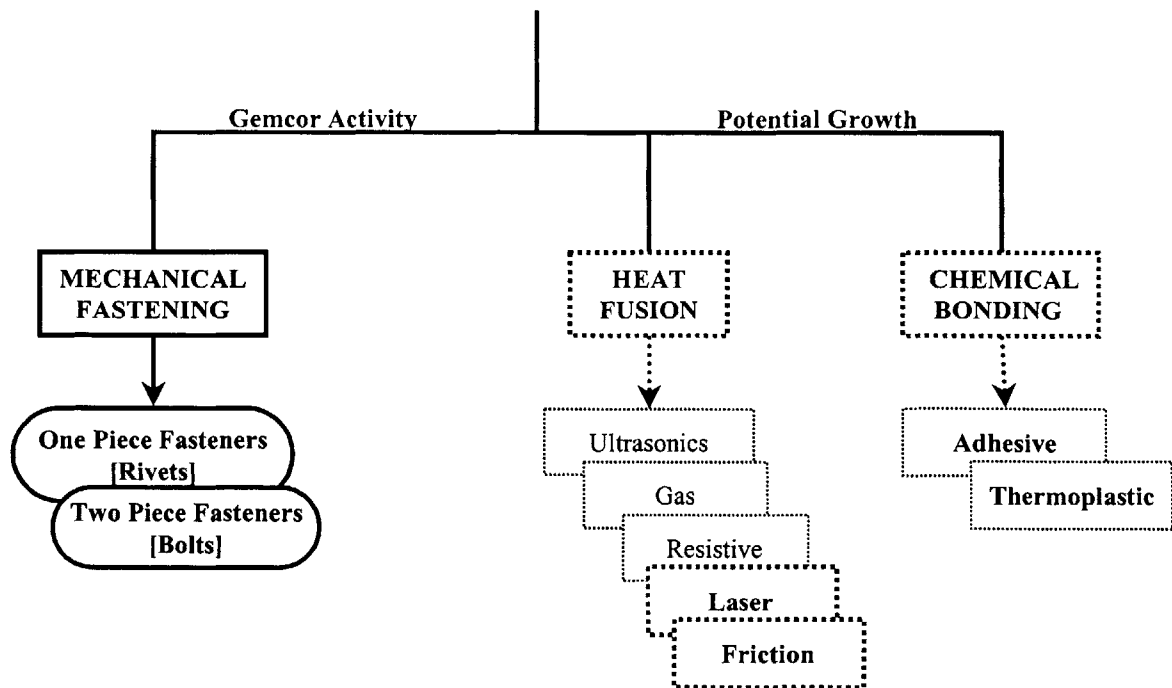 Gemcor Activity
Potential Growth
MECHANICAL
FASTENING
HEAT
FUSION
CHEMICAL
BONDING
One Piece Fasteners
[Rivets]
Two Piece Fasteners
[Bolts]
Ultrasonics
Gas
Resistive
Laser
Friction
Adhesive
Thermoplastic